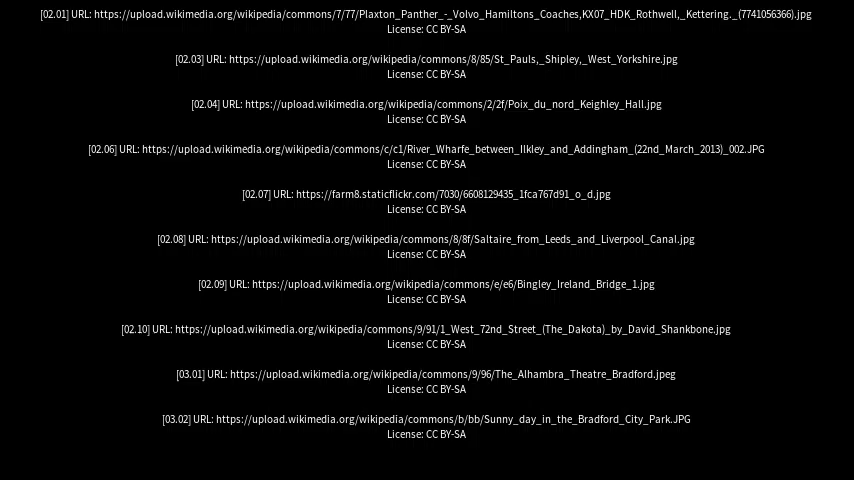 [02.01] URL: https://upload.wikimedia.org/wikipedia/commons/7/77/Plaxton_Panther_-_Volvo_Hamiltons_Coaches,KX07_HDK_Rothwell,_Kettering._(7741056366).jpg
License: CC BY-SA
[02.03] URL: https://upload.wikimedia.org/wikipedia/commons/8/85/St_Pauls,_Shipley,_West_Yorkshire.jpg
License: CC BY-SA
[02.04] URL: https://upload.wikimedia.org/wikipedia/commons/2/2f/Poix_du_nord_Keighley_Hall.jpg
License: CC BY-SA
[02.06] URL: https://upload.wikimedia.org/wikipedia/commons/c/c1/River_Wharfe_between_Ilkley_and_Addingham_(22nd_March_2013)_002.JPG
License: CC BY-SA
[02.07] URL: https://farm8.staticflickr.com/7030/6608129435_1fca767d91_o_d.jpg
License: CC BY-SA
[02.08] URL: https://upload.wikimedia.org/wikipedia/commons/8/8f/Saltaire_from_Leeds_and_Liverpool_Canal.jpg
License: CC BY-SA
[02.09] URL: https://upload.wikimedia.org/wikipedia/commons/e/e6/Bingley_Ireland_Bridge_1.jpg
License: CC BY-SA
[02.10] URL: https://upload.wikimedia.org/wikipedia/commons/9/91/1_West_72nd_Street_(The_Dakota)_by_David_Shankbone.jpg
License: CC BY-SA
[03.01] URL: https://upload.wikimedia.org/wikipedia/commons/9/96/The_Alhambra_Theatre_Bradford.jpeg
License: CC BY-SA
[03.02] URL: https://upload.wikimedia.org/wikipedia/commons/b/bb/Sunny_day_in_the_Bradford_City_Park.JPG
License: CC BY-SA